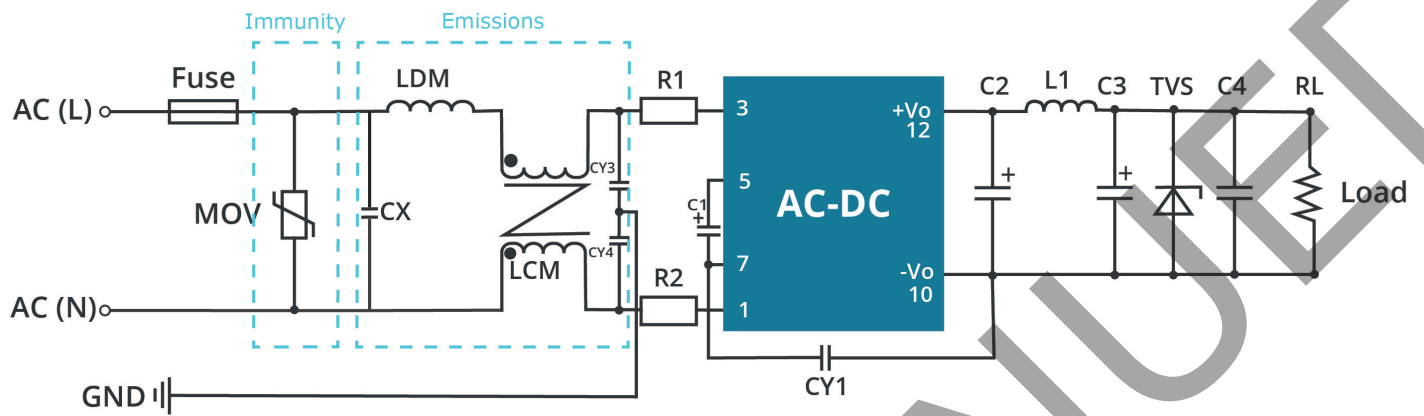 Immunity
Emissions
Fuse
LDM
R1
C2
L1
C3
TVS
C4
RL
AC (L)
3
+Vo
12
+
+
CY3
5
MOV
CX
C1
+
AC-DC
Load
CY4
LCM
7
R2
-Vo
10
AC (N)
1
CY1
GND